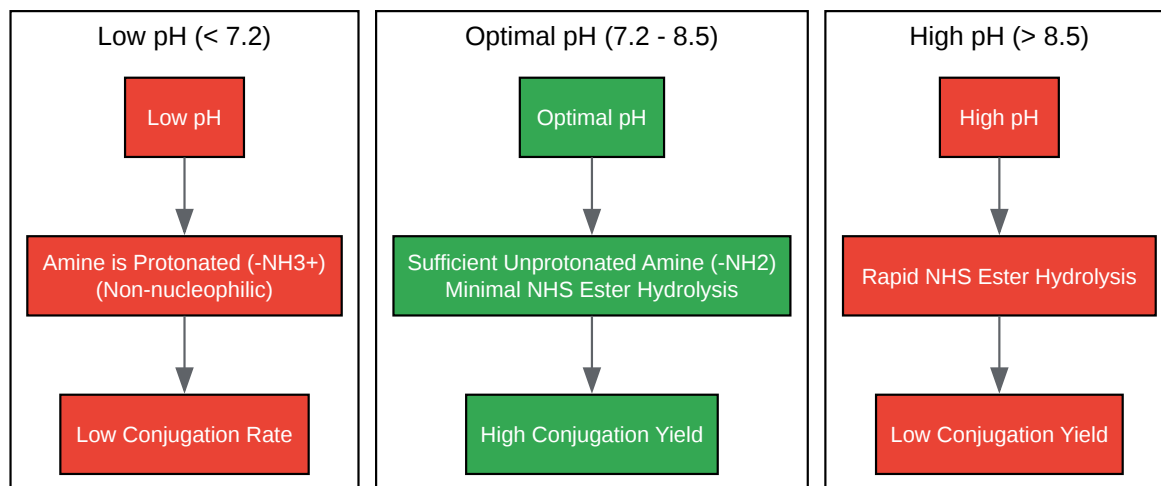 Low pH (< 7.2)
Low pH
Amine is Protonated (-NH3+)
(Non-nucleophilic)
Low Conjugation Rate
Optimal pH (7.2 - 8.5)
Optimal pH
Sufficient Unprotonated Amine (-NH2)
Minimal NHS Ester Hydrolysis
High Conjugation Yield
High pH (> 8.5)
High pH
Rapid NHS Ester Hydrolysis
Low Conjugation Yield